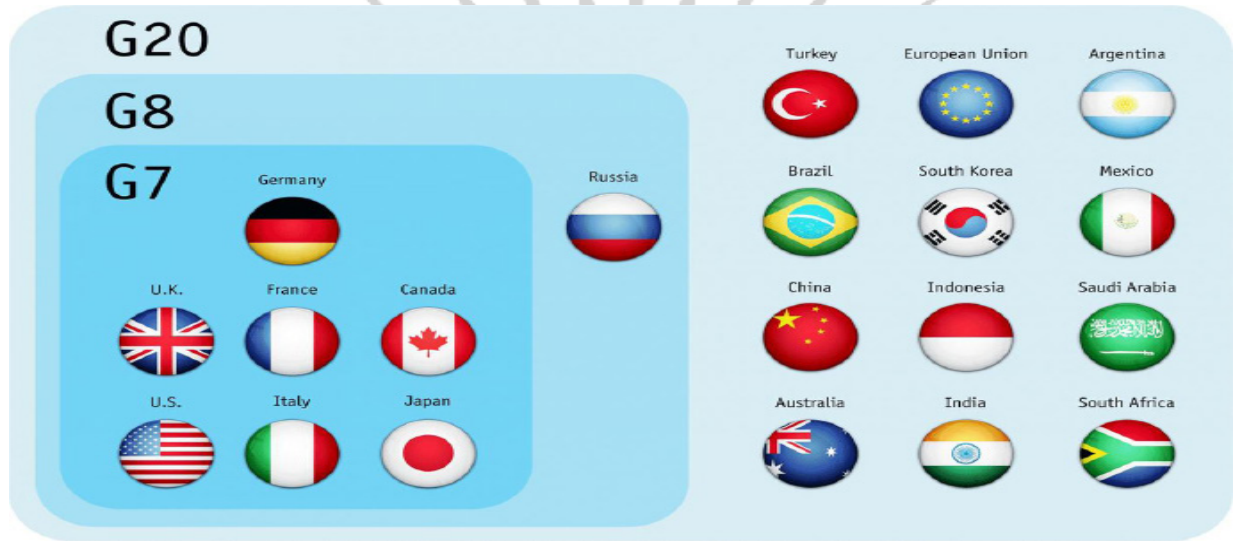 G20
G8
G7
Germany
U.K. France Canada
U.S. Italy Japan
Russia
Turkey European Union Argentina
Brazil South Korea Mexico
China Indonesia Saudi Arabia
Australia India South Africa